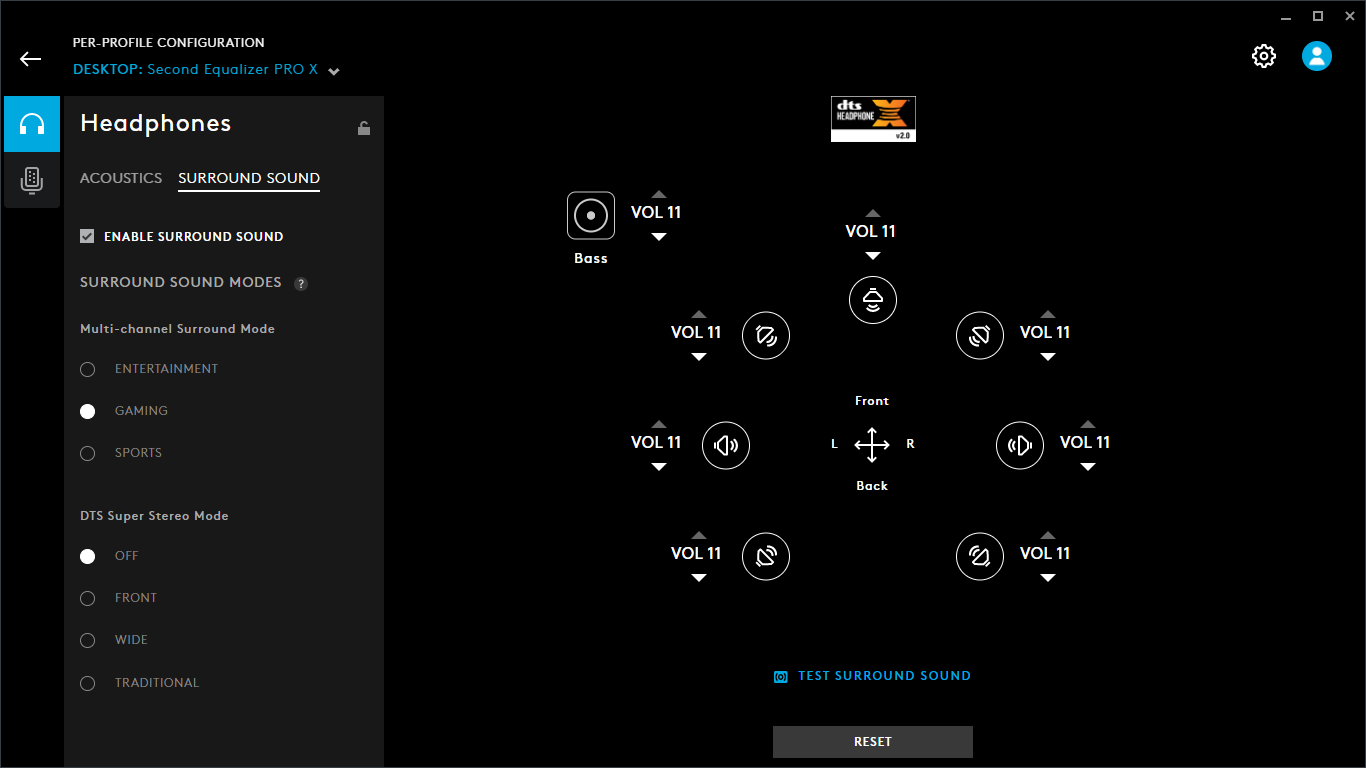 PER-PROFILE CONFIGURATION
DESKTOP: Second Equalizer PRO X
Headphones
ACOUSTICS SURROUND SOUND
ENABLE SURROUND SOUND
SURROUND SOUND MODES ?
Multi-channel Surround Mode
ENTERTAINMENT
GAMING
SPORTS
DTS Super Stereo Mode
OFF
FRONT
WIDE
TRADITIONAL
dts
HEADPHONE X
v2.0
VOL 11
Bass
VOL 11
VOL 11
VOL 11
Front
VOL 11
L R
VOL 11
Back
VOL 11
VOL 11
TEST SURROUND SOUND
RESET